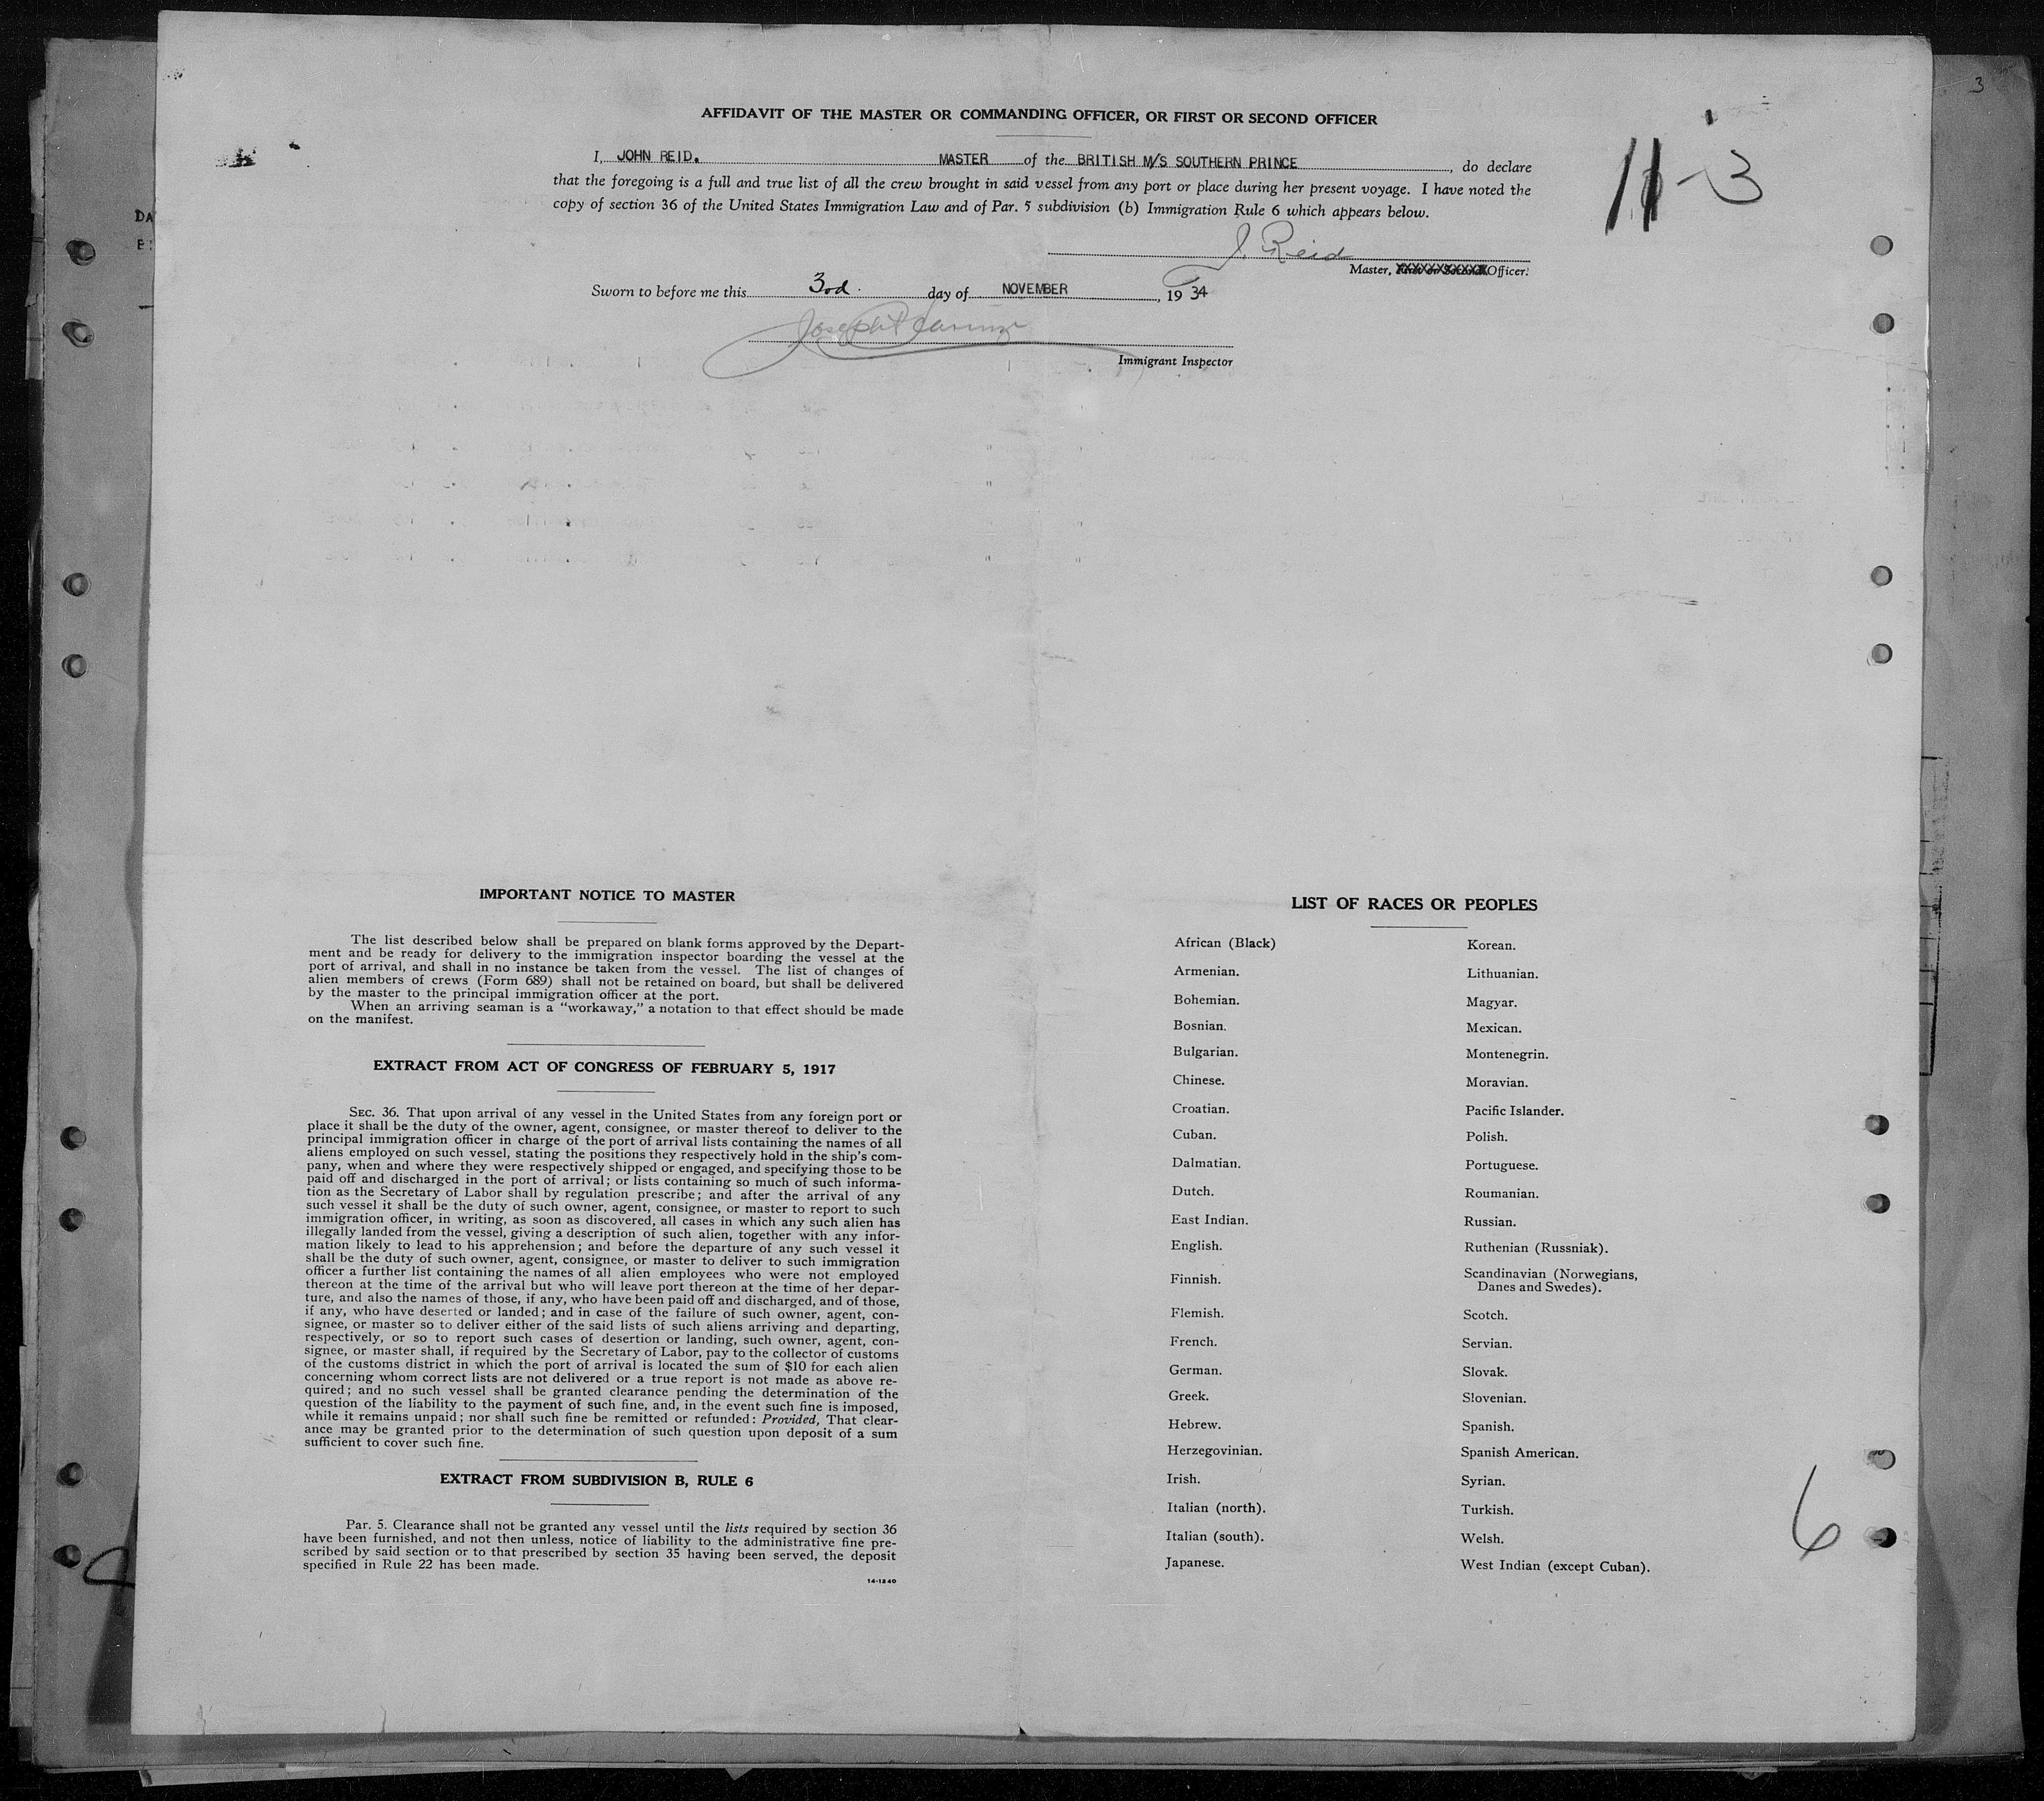 3
AFFIDAVIT OF THE MASTER OR COMMANDING OFFICER, OR FIRST OR SECOND OFFICER
I, JOHN REID. MASTER of the BRITISH M/S SOUTHERN PRINCE, do declare
that the foregoing is a full and true list of all the crew brought in said vessel from any port or place during her present voyage. I have noted the
copy of section 36 of the United States Immigration Law and of Par. 5 subdivision (b) Immigration Rule 6 which appears below.
11-3
J. Reid
Master, First or Second Officer.
Sworn to before me this 3rd. day of NOVEMBER, 1934
Joseph
Immigrant Inspector
DA
IMPORTANT NOTICE TO MASTER
The list described below shall be prepared on blank forms approved by the Depart-
ment and be ready for delivery to the immigration inspector boarding the vessel at the
port of arrival, and shall in no instance be taken from the vessel. The list of changes of
alien members of crews (Form 689) shall not be retained on board, but shall be delivered
by the master to the principal immigration officer at the port.
When an arriving seaman is a “workaway,” a notation to that effect should be made
on the manifest.
EXTRACT FROM ACT OF CONGRESS OF FEBRUARY 5, 1917
SEC. 36. That upon arrival of any vessel in the United States from any foreign port or
place it shall be the duty of the owner, agent, consignee, or master thereof to deliver to the
principal immigration officer in charge of the port of arrival lists containing the names of all
aliens employed on such vessel, stating the positions they respectively hold in the ship's com-
pany, when and where they were respectively shipped or engaged, and specifying those to be
paid off and discharged in the port of arrival; or lists containing so much of such informa-
tion as the Secretary of Labor shall by regulation prescribe; and after the arrival of any
such vessel it shall be the duty of such owner, agent, consignee, or master to report to such
immigration officer, in writing, as soon as discovered, all cases in which any such alien has
illegally landed from the vessel, giving a description of such alien, together with any infor-
mation likely to lead to his apprehension; and before the departure of any such vessel it
shall be the duty of such owner, agent, consignee, or master to deliver to such immigration
officer a further list containing the names of all alien employees who were not employed
thereon at the time of the arrival but who will leave port thereon at the time of her depar-
ture, and also the names of those, if any, who have been paid off and discharged, and of those,
if any, who have deserted or landed; and in case of the failure of such owner, agent, con-
signee, or master so to deliver either of the said lists of such aliens arriving and departing,
respectively, or so to report such cases of desertion or landing, such owner, agent, con-
signee, or master shall, if required by the Secretary of Labor, pay to the collector of customs
of the customs district in which the port of arrival is located the sum of $10 for each alien
concerning whom correct lists are not delivered or a true report is not made as above re-
quired; and no such vessel shall be granted clearance pending the determination of the
question of the liability to the payment of such fine, and, in the event such fine is imposed,
while it remains unpaid; nor shall such fine be remitted or refunded: Provided, That clear-
ance may be granted prior to the determination of such question upon deposit of a sum
sufficient to cover such fine.
EXTRACT FROM SUBDIVISION B, RULE 6
Par. 5. Clearance shall not be granted any vessel until the lists required by section 36
have been furnished, and not then unless, notice of liability to the administrative fine pre-
scribed by said section or to that prescribed by section 35 having been served, the deposit
specified in Rule 22 has been made.
14-1240
LIST OF RACES OR PEOPLES
African (Black)
Armenian.
Bohemian.
Bosnian.
Bulgarian.
Chinese.
Croatian.
Cuban.
Dalmatian.
Dutch.
East Indian.
English.
Finnish.
Flemish.
French.
German.
Greek.
Hebrew.
Herzegovinian.
Irish.
Italian (north).
Italian (south).
Japanese.
Korean.
Lithuanian.
Magyar.
Mexican.
Montenegrin.
Moravian.
Pacific Islander.
Polish.
Portuguese.
Roumanian.
Russian.
Ruthenian (Russniak).
Scandinavian (Norwegians,
Danes and Swedes).
Scotch.
Servian.
Slovak.
Slovenian.
Spanish.
Spanish American.
Syrian.
Turkish.
Welsh.
West Indian (except Cuban).
6